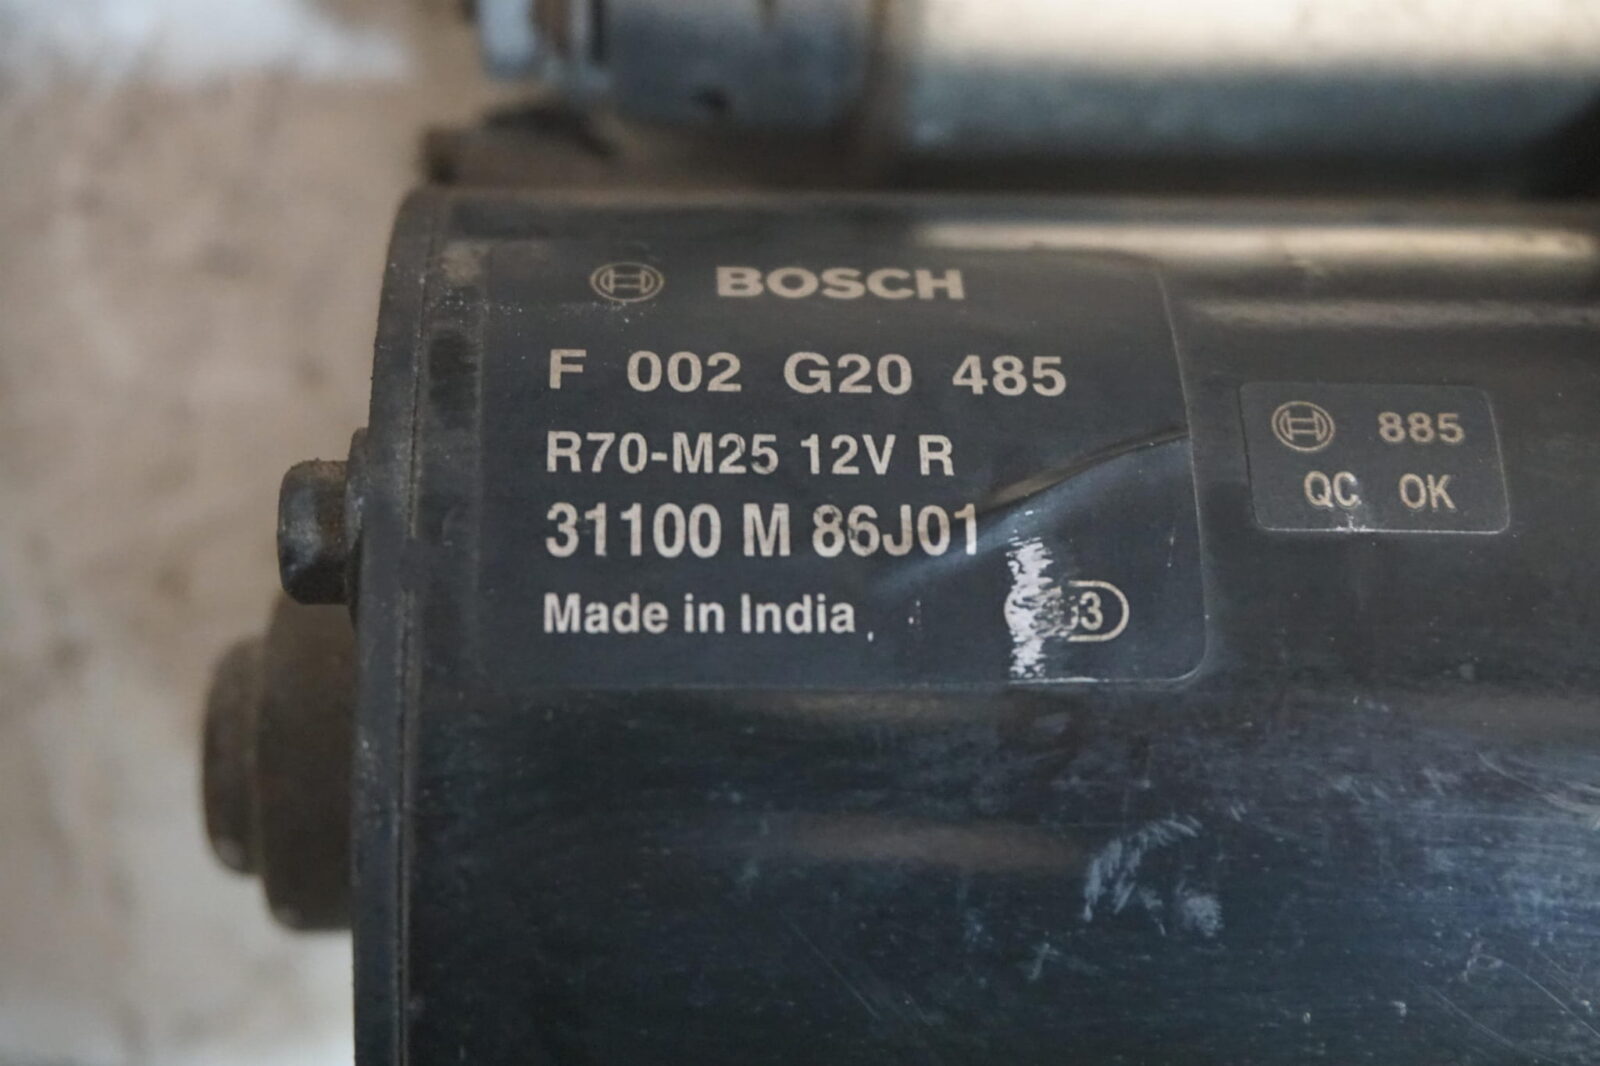 BOSCH
F 002 G20 485
R70-M25 12V R
31100 M 86J01
Made in India
885
QC OK